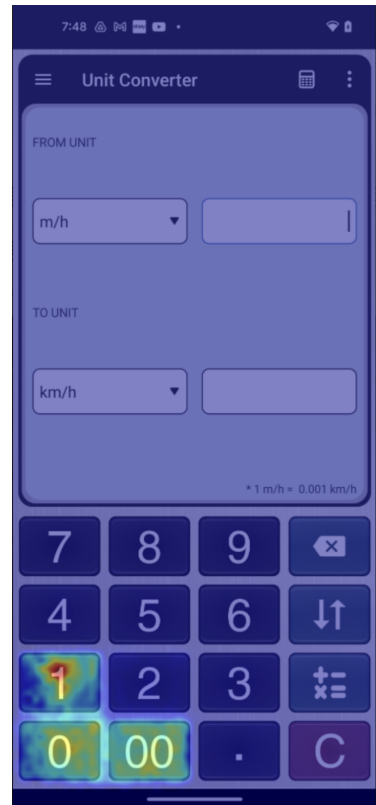 7:48
Unit Converter
FROM UNIT
m/h
TO UNIT
km/h
* 1 m/h = 0.001 km/h
7 8 9
4 5 6
1 2 3
0 00 . C